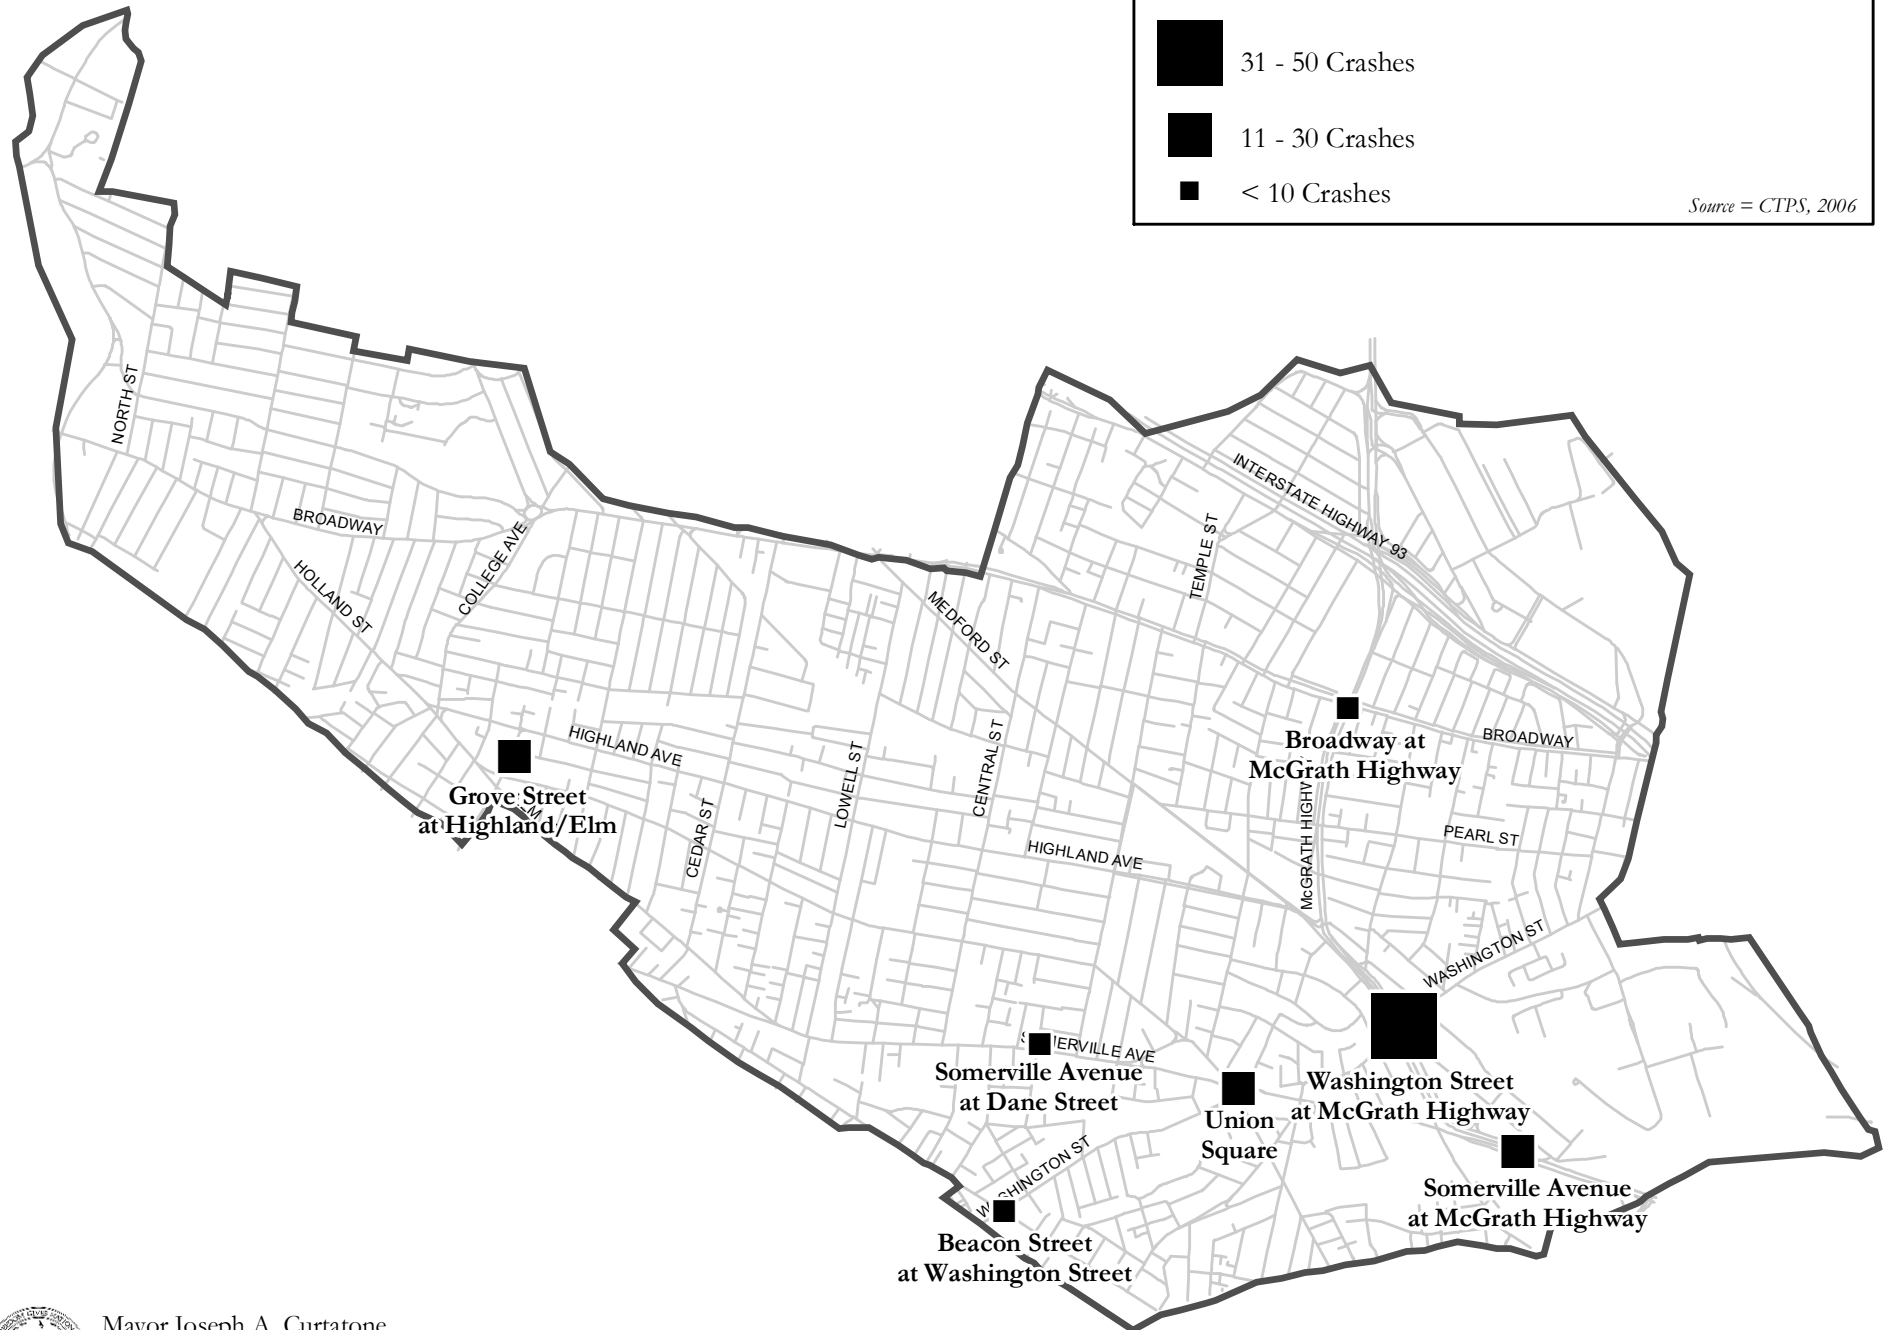 31 - 50 Crashes
11 - 30 Crashes
< 10 Crashes
Source = CTPS, 2006
NORTH ST
BROADWAY
HOLLAND ST
COLLEGE AVE
INTERSTATE HIGHWAY 93
TEMPLE ST
MEDFORD ST
HIGHLAND AVE
CEDAR ST
LOWELL ST
CENTRAL ST
Broadway at
McGrath Highway
BROADWAY
McGRATH HIGHW
PEARL ST
Grove Street
at Highland/Elm
HIGHLAND AVE
WASHINGTON ST
Somerville Avenue
at Dane Street
Union
Square
Washington Street
at McGrath Highway
Somerville Avenue
at McGrath Highway
Beacon Street
at Washington Street
Mayor Joseph A. Curtatone